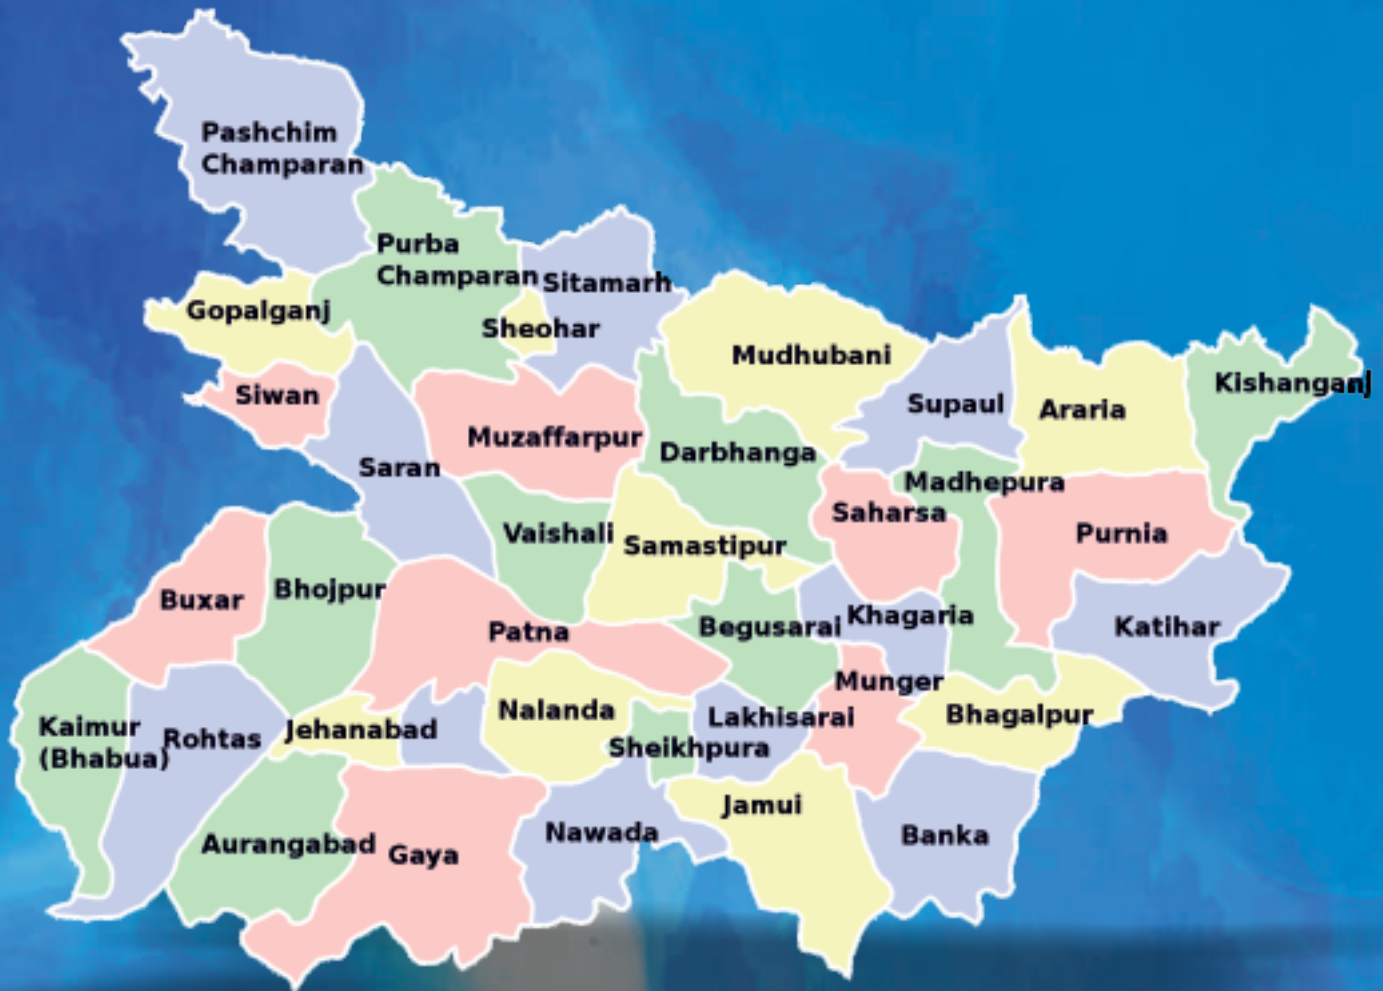 Pashchim
Champaran
Purba
Champaran
Sitamarh
Gopalganj
Sheohar
Mudhubani
Kishanganj
Siwan
Supaul
Araria
Muzaffarpur
Darbhanga
Saran
Madhepura
Saharsa
Vaishali
Samastipur
Purnia
Buxar
Bhojpur
Patna
Begusarai
Khagaria
Katihar
Munger
Kaimur
(Bhabua)
Rohtas
Jehanabad
Nalanda
Lakhisarai
Bhagalpur
Sheikhpura
Jamui
Aurangabad
Gaya
Nawada
Banka